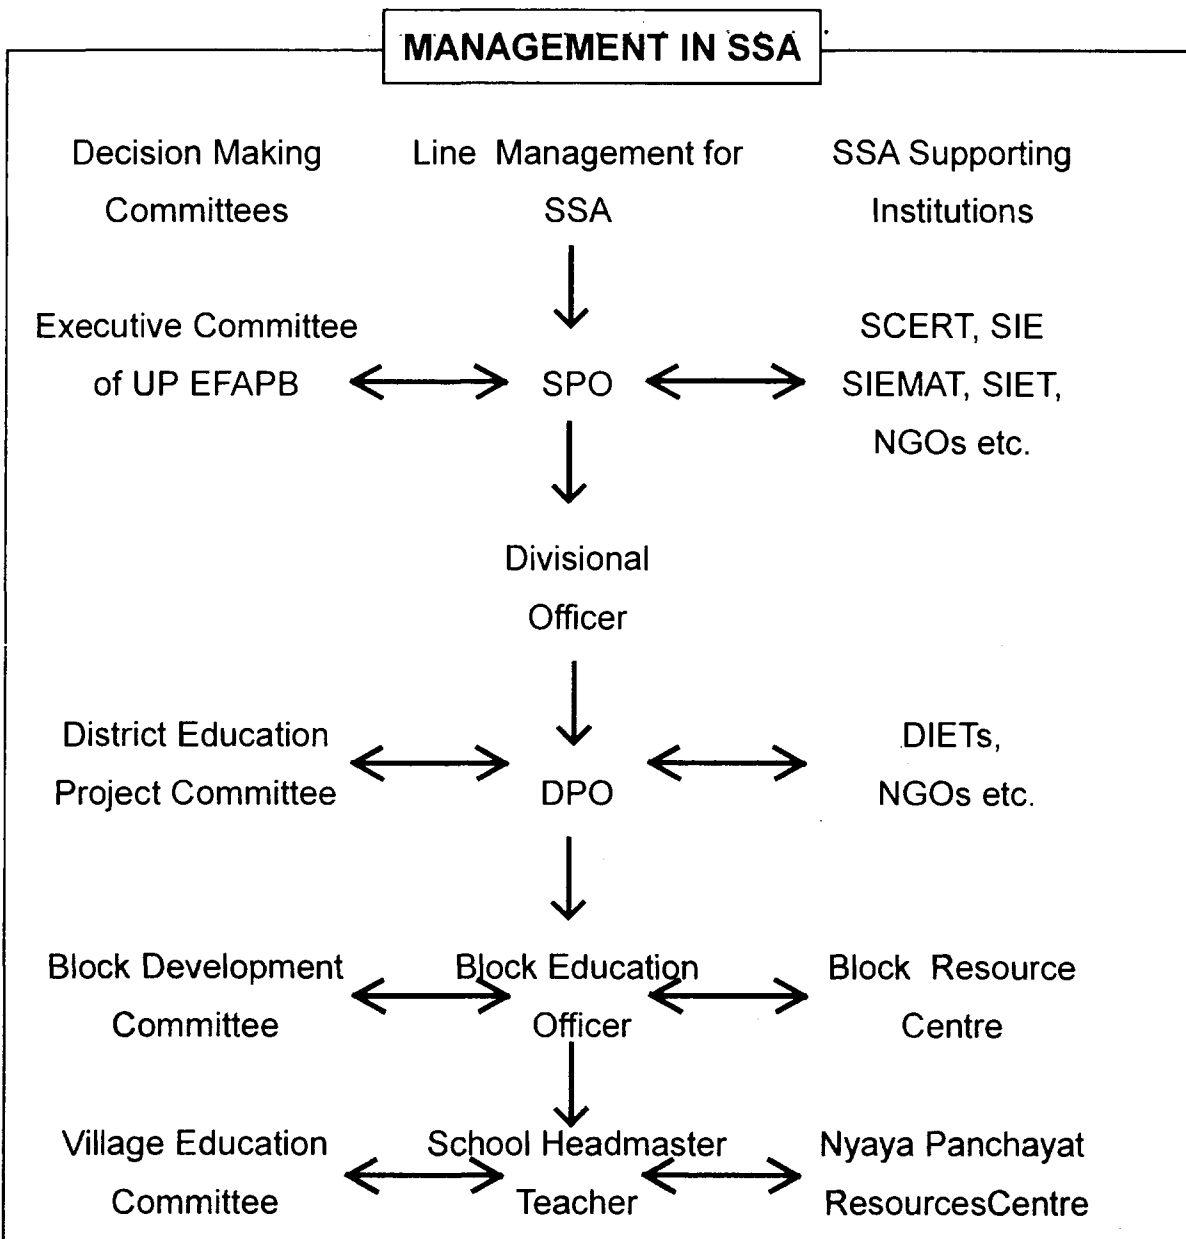 MANAGEMENT IN SSA
Decision Making
Committees
Line Management for
SSA
SSA Supporting
Institutions
Executive Committee
of UP EFAPB
SPO
SCERT, SIE
SIEMAT, SIET,
NGOs etc.
Divisional
Officer
District Education
Project Committee
DPO
DIETs,
NGOs etc.
Block Development
Committee
Block Education
Officer
Block Resource
Centre
Village Education
Committee
School Headmaster
Teacher
Nyaya Panchayat
ResourcesCentre